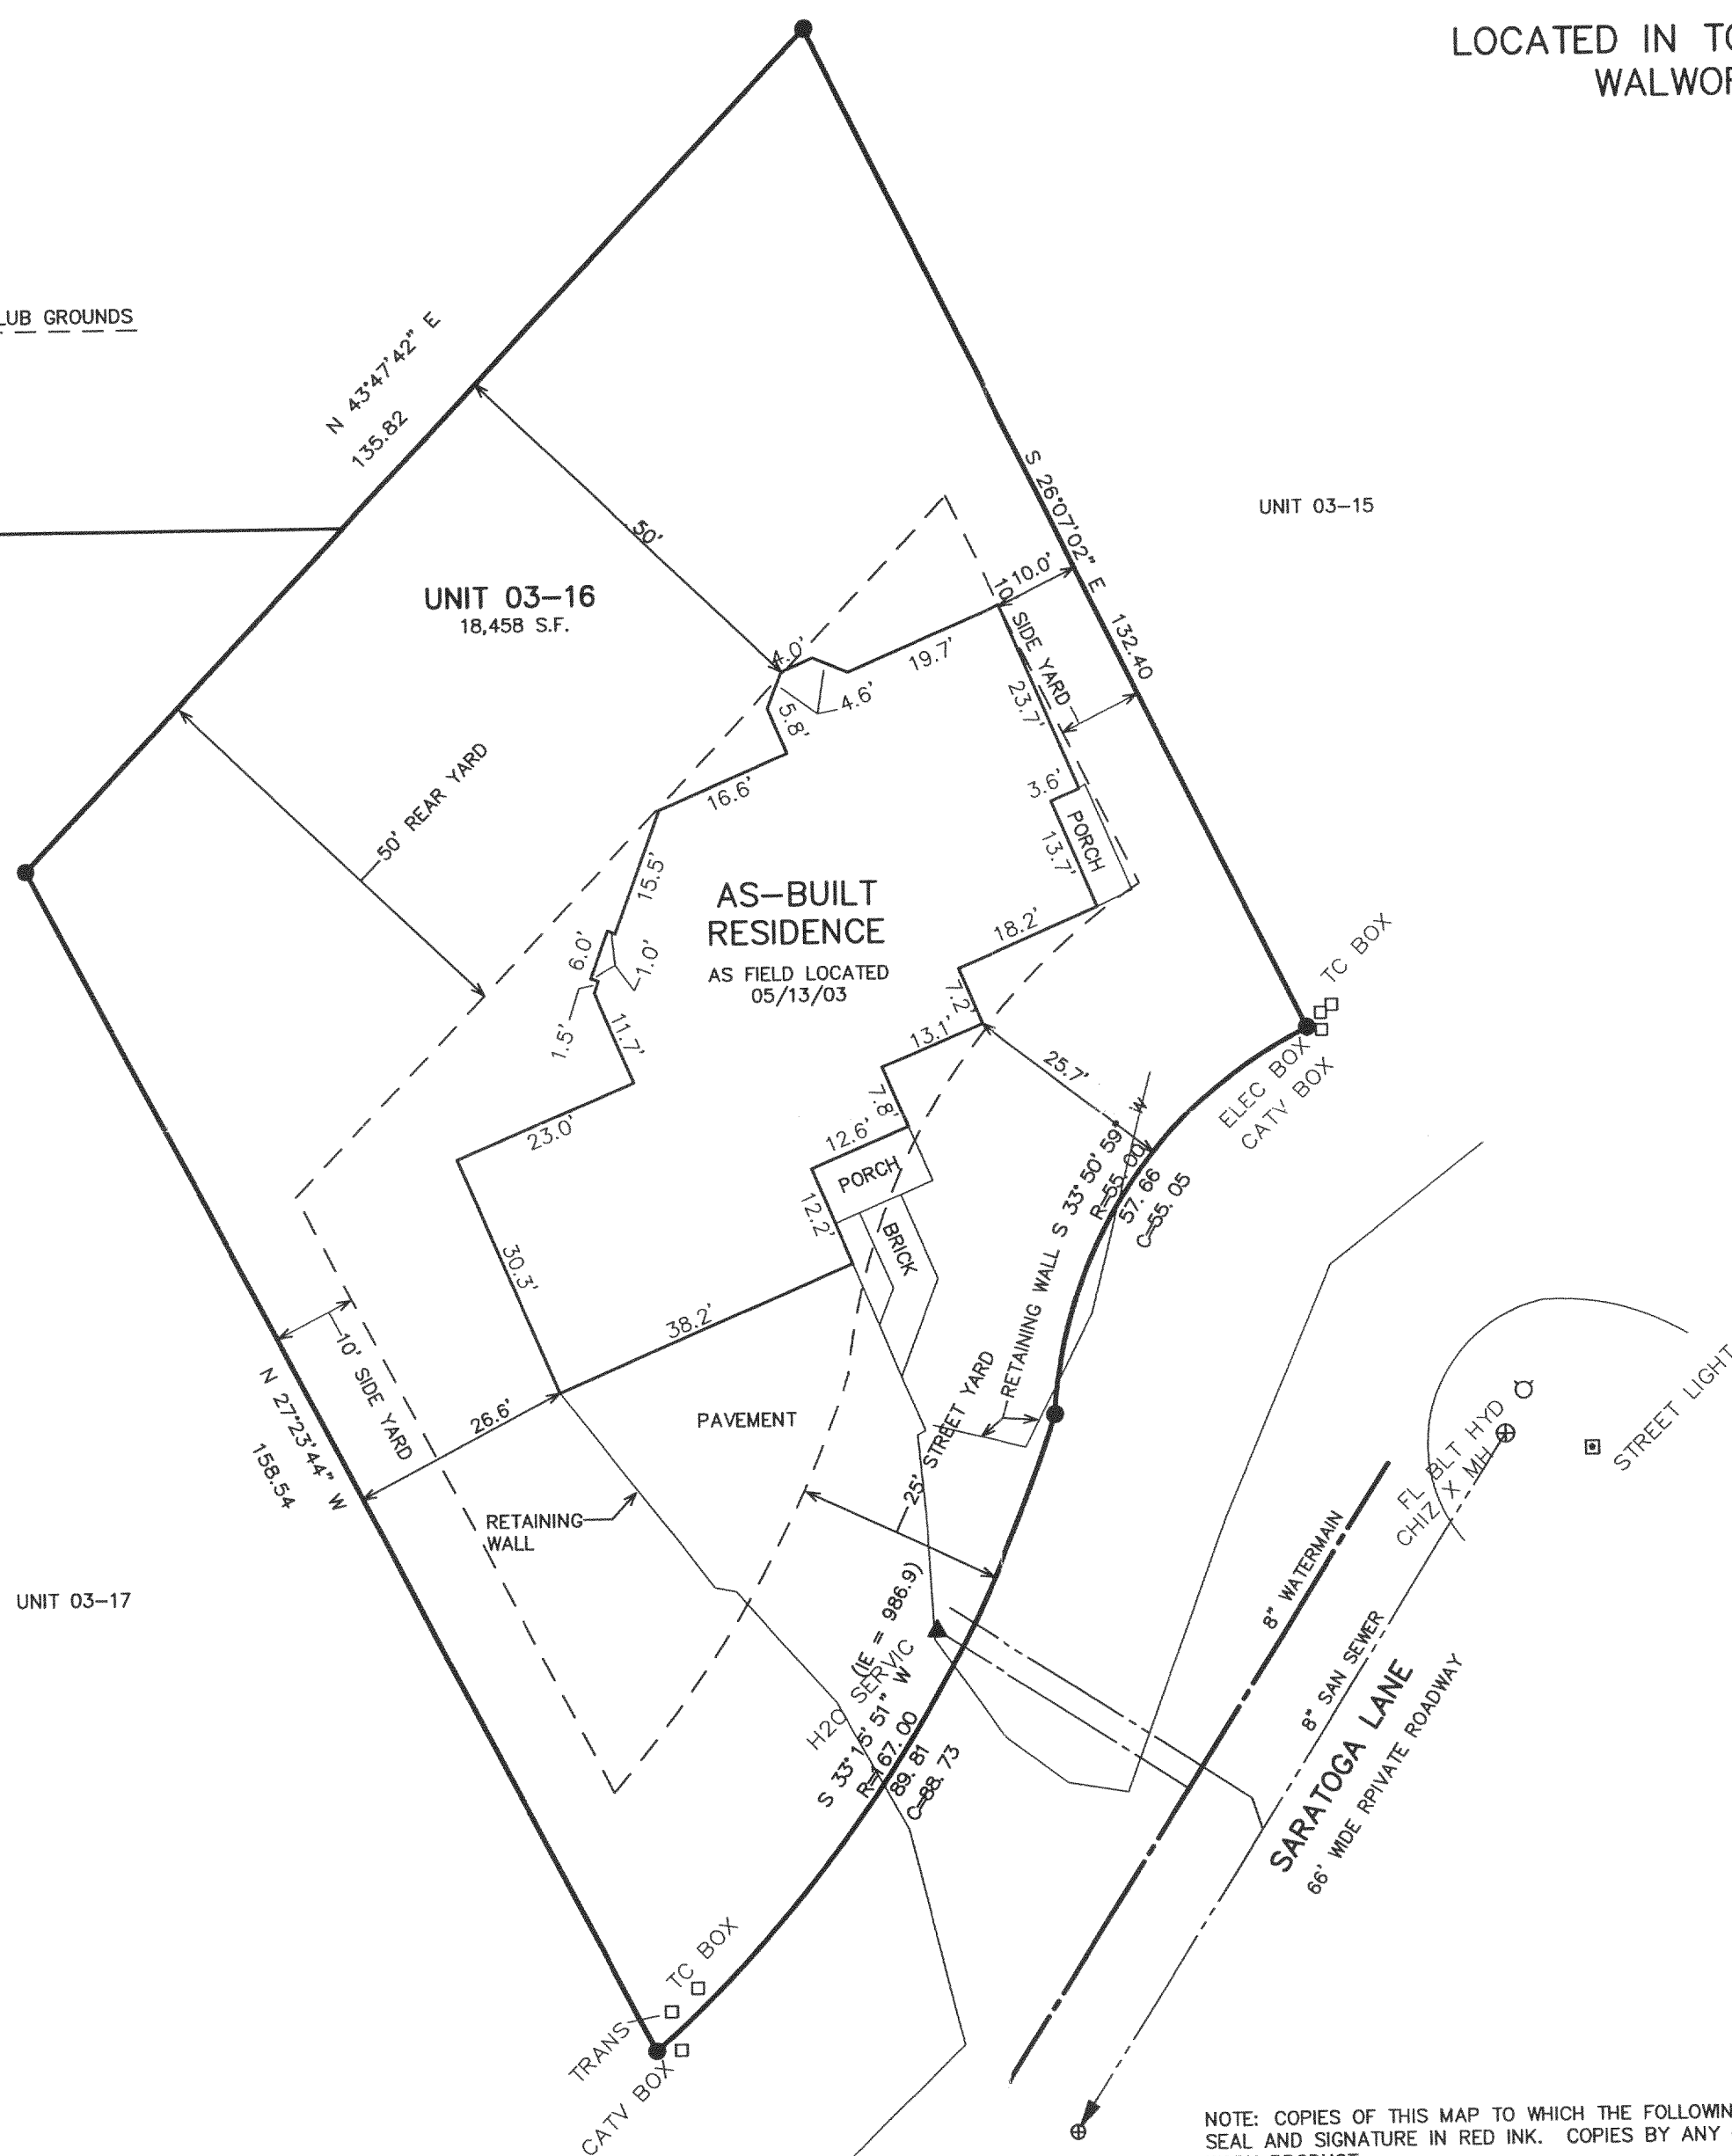 LOCATED IN
GROUNDS
N 43°47'42" E
135.82
S 26°07'02" E
132.40
UNIT 03-15
50'
UNIT 03-16
18,458 S.F.
10.0'
10' SIDE YARD
4.0'
19.7'
4.6'
5.8'
23.7'
16.6'
50' REAR YARD
3.6'
PORCH
13.7'
15.5'
AS-BUILT
RESIDENCE
AS FIELD LOCATED
05/13/03
6.0'
1.0'
1.5'
11.7'
18.2'
7.2'
13.1'
25.7'
TC BOX
ELEC BOX
CATV BOX
7.8'
23.0'
12.6'
PORCH
12.2'
BRICK
S 33° 50' 59" W
R=55.00
57.66
C=55.05
RETAINING WALL
30.3'
38.2'
10' SIDE YARD
26.6'
N 27°23'44" W
158.54
PAVEMENT
25' STREET YARD
RETAINING
WALL
STREET LIGHT
FL BLT HYD
CHIZ X MH
UNIT 03-17
8" WATERMAIN
8" SAN SEWER
(IE = 986.9)
H2O SERVIC
S 33°15' 51" W
R=167.00
89.81
C=88.73
SARATOGA LANE
66' WIDE RPIVATE ROADWAY
TC BOX
TRANS
CATV BOX
NOTE: COPIES OF THIS MAP TO WHICH THE
SEAL AND SIGNATURE IN RED INK. COPIES BY ANY